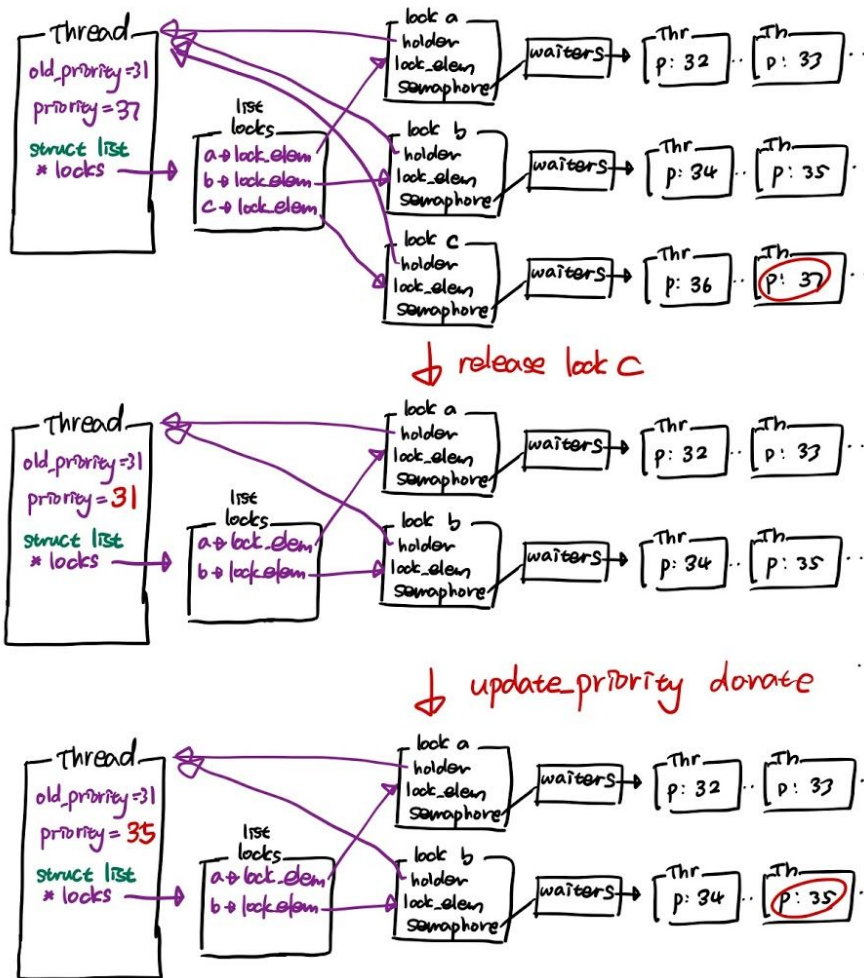 Thread
old_priority=31
priority=37
struct list
* locks
list
locks
a→lock_elem
b→lock_elem
c→lock_elem
lock a
holder
lock_elem
semaphore
waiters
Thr
p: 32
Th
p: 33
lock b
holder
lock_elem
semaphore
waiters
Thr
p: 34
Th
p: 35
lock c
holder
lock_elem
semaphore
waiters
Thr
p: 36
Th
p: 37
release lock c
Thread
old_priority=31
priority=31
struct list
* locks
list
locks
a→lock_elem
b→lock_elem
lock a
holder
lock_elem
semaphore
waiters
Thr
p: 32
Th
p: 33
lock b
holder
lock_elem
semaphore
waiters
Thr
p: 34
Th
p: 35
update_priority donate
Thread
old_priority=31
priority=35
struct list
* locks
list
locks
a→lock_elem
b→lock_elem
lock a
holder
lock_elem
semaphore
waiters
Thr
p: 32
Th
p: 33
lock b
holder
lock_elem
semaphore
waiters
Thr
p: 34
Th
p: 35